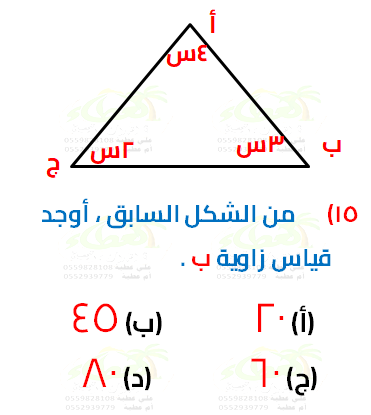 أ
٤س
ب
٣س
٢س
ج
١٥) من الشكل السابق ، أوجد
قياس زاوية ب .
(أ) ٢٠ (ب) ٤٥
(ج) ٦٠ (د) ٨٠